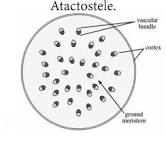 Atactostele.
vascular
bundle
cortex
ground
meristem